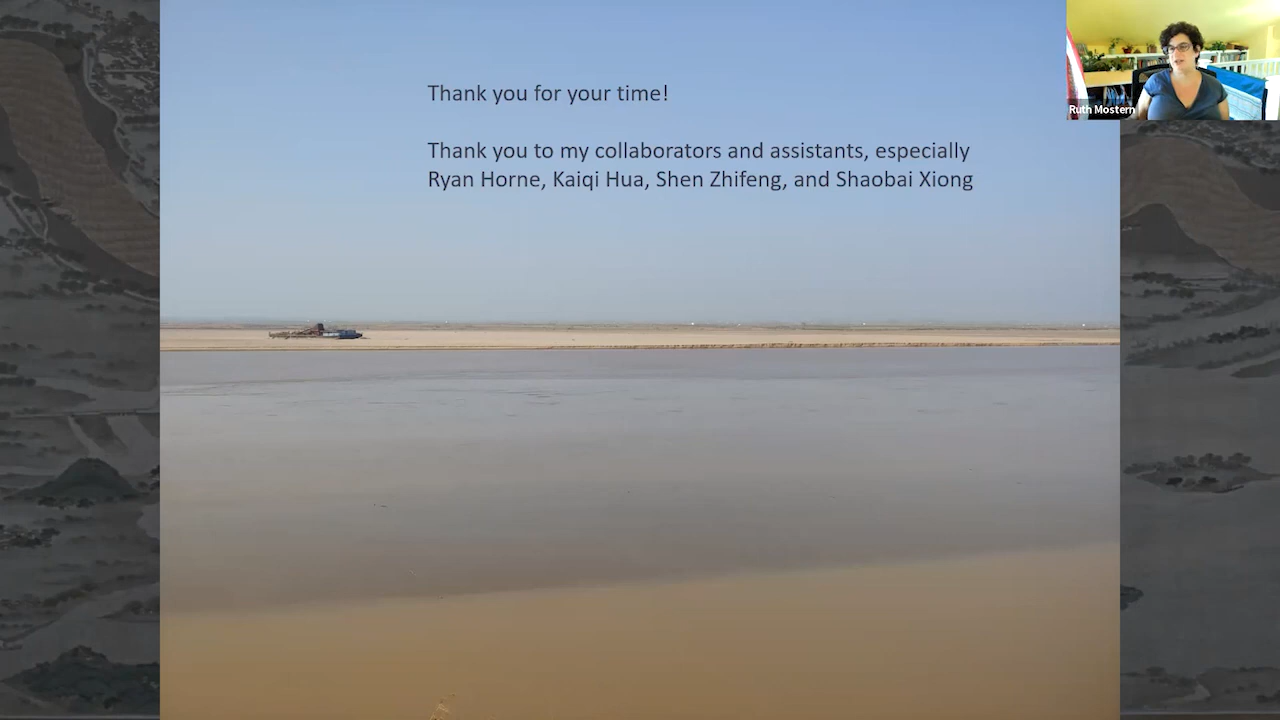 Thank you for your time!
Thank you to my collaborators and assistants, especially
Ryan Horne, Kaiqi Hua, Shen Zhifeng, and Shaobai Xiong
Ruth Mostern